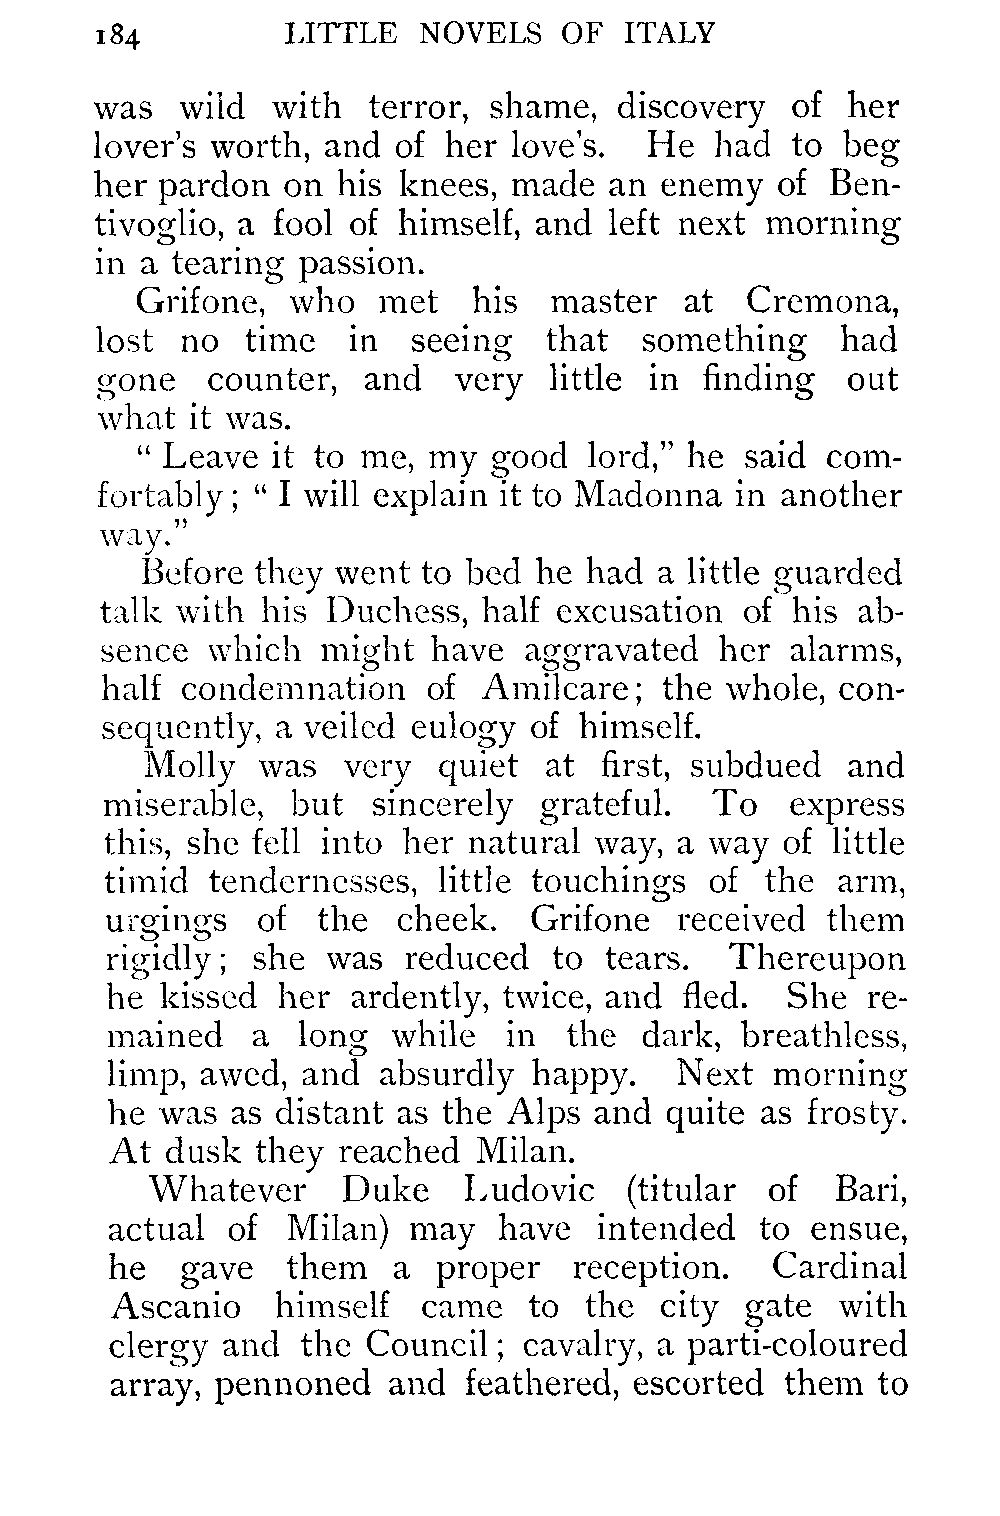 184 LITTLE NOVELS OF ITALY
was wild with terror, shame, discovery of her
lover's worth, and of her love's. He had to beg
her pardon on his knees, made an enemy of Ben-
tivoglio, a fool of himself, and left next morning
in a tearing passion.
Grifone, who met his master at Cremona,
lost no time in seeing that something had
gone counter, and very little in finding out
what it was.
“ Leave it to me, my good lord,” he said com-
fortably ; “ I will explain it to Madonna in another
way.”
Before they went to bed he had a little guarded
talk with his Duchess, half excusation of his ab-
sence which might have aggravated her alarms,
half condemnation of Amilcare ; the whole, con-
sequently, a veiled eulogy of himself.
Molly was very quiet at first, subdued and
miserable, but sincerely grateful. To express
this, she fell into her natural way, a way of little
timid tendernesses, little touchings of the arm,
urgings of the cheek. Grifone received them
rigidly ; she was reduced to tears. Thereupon
he kissed her ardently, twice, and fled. She re-
mained a long while in the dark, breathless,
limp, awed, and absurdly happy. Next morning
he was as distant as the Alps and quite as frosty.
At dusk they reached Milan.
Whatever Duke Ludovic (titular of Bari,
actual of Milan) may have intended to ensue,
he gave them a proper reception. Cardinal
Ascanio himself came to the city gate with
clergy and the Council ; cavalry, a parti-coloured
array, pennoned and feathered, escorted them to